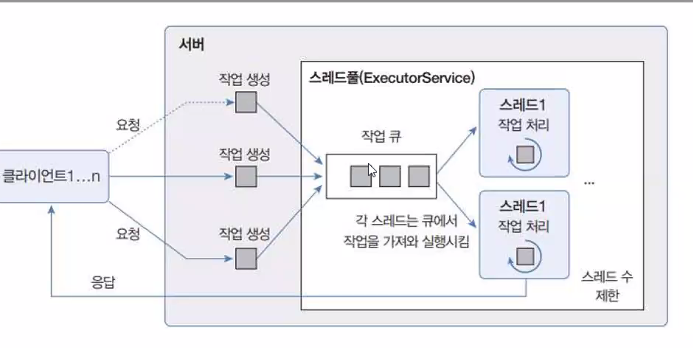 서버
스레드풀(ExecutorService)
작업 생성
요청
작업 생성
클라이언트1…n
요청
작업 생성
응답
작업 큐
각 스레드는 큐에서
작업을 가져와 실행시킴
스레드1
작업 처리
...
스레드1
작업 처리
스레드 수
제한